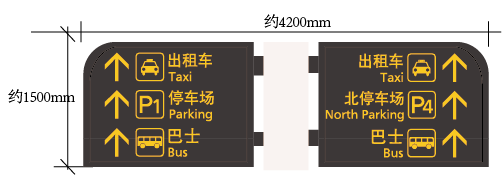 约4200mm
约1500mm
出租车
Taxi
P1 停车场
Parking
巴士
Bus
出租车
Taxi
北停车场 P4
North Parking
巴士
Bus